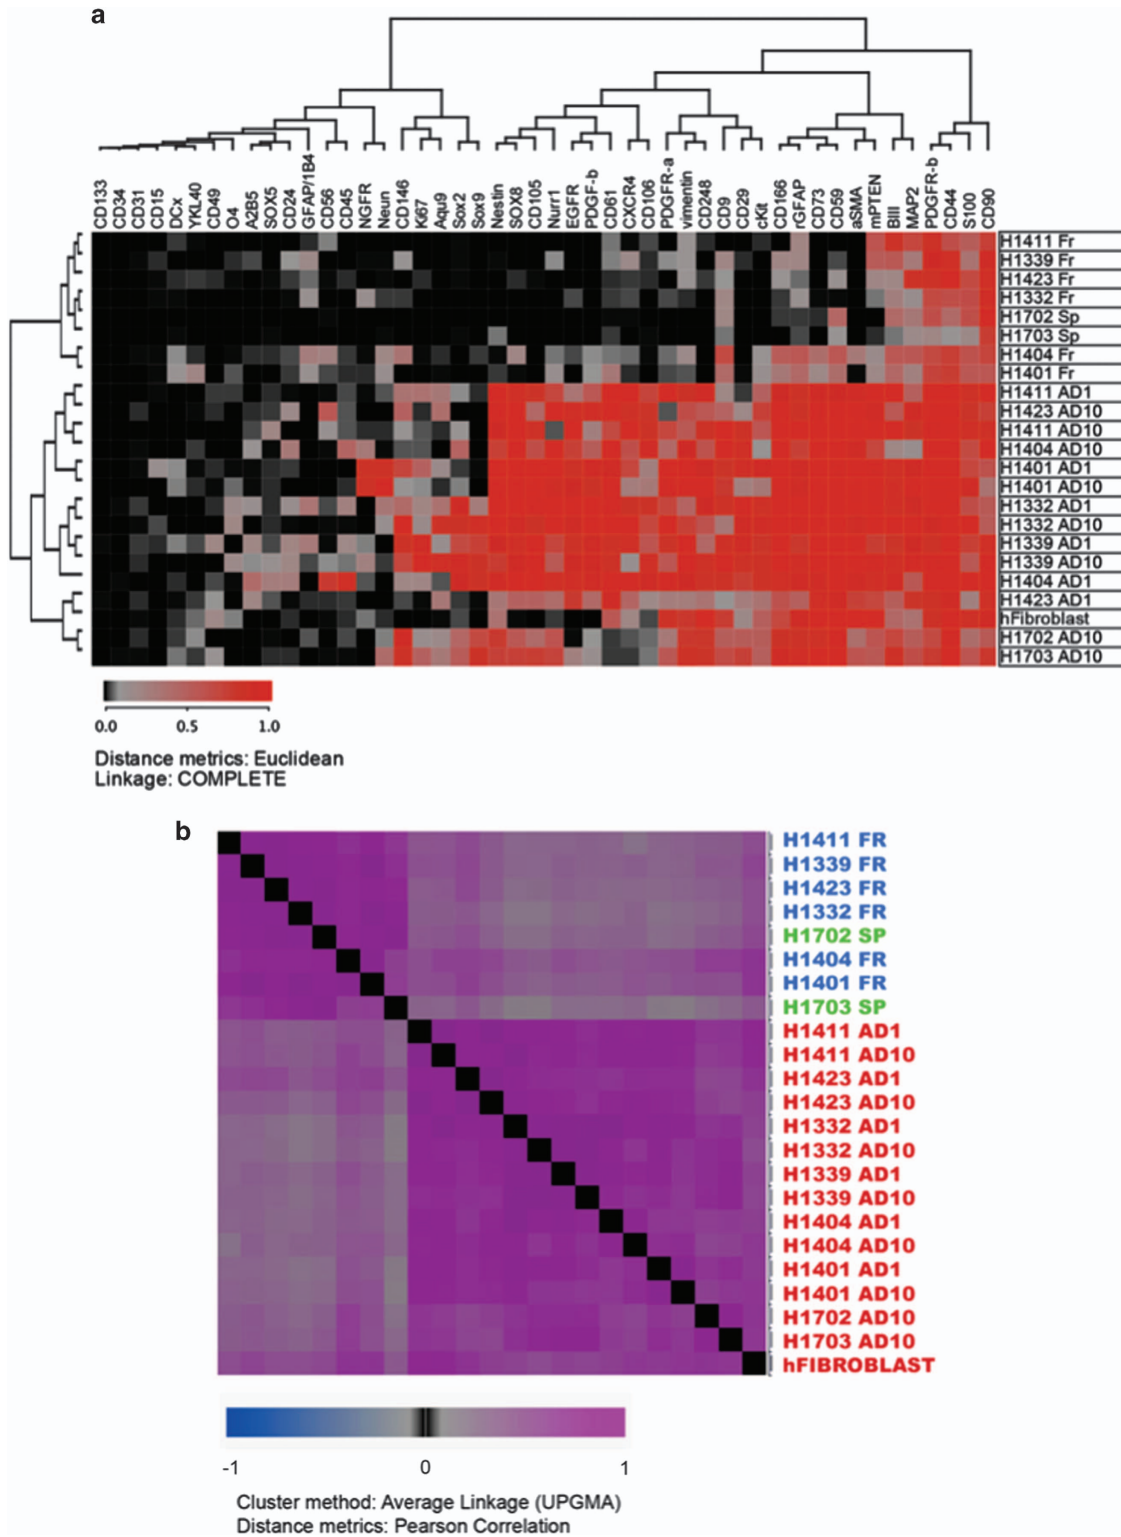 a
CD133
CD34
CD31
CD15
DCx
YKL40
CD49
O4
A2B5
SOX5
CD24
GFAP/1B4
CD56
CD45
NGFR
Neun
CD146
K67
Aqu9
Sox2
Sox9
Nestin
SOX8
CD105
Nurr1
EGFR
PDGF-b
CD61
CXCR4
CD106
PDGFR-a
vimentin
CD248
CD9
CD29
cKit
CD166
rGFAP
CD73
CD59
aSMA
mPTEN
BIII
MAP2
PDGFR-b
CD44
S100
CD90
H1411 Fr
H1339 Fr
H1423 Fr
H1332 Fr
H1702 Sp
H1703 Sp
H1404 Fr
H1401 Fr
H1411 AD1
H1423 AD10
H1411 AD10
H1404 AD10
H1401 AD1
H1401 AD10
H1332 AD1
H1332 AD10
H1339 AD1
H1339 AD10
H1404 AD1
H1423 AD1
hFibroblast
H1702 AD10
H1703 AD10
0.0 0.5 1.0
Distance metrics: Euclidean
Linkage: COMPLETE
b
H1411 FR
H1339 FR
H1423 FR
H1332 FR
H1702 SP
H1404 FR
H1401 FR
H1703 SP
H1411 AD1
H1411 AD10
H1423 AD1
H1423 AD10
H1332 AD1
H1332 AD10
H1339 AD1
H1339 AD10
H1404 AD1
H1404 AD10
H1401 AD1
H1401 AD10
H1702 AD10
H1703 AD10
hFIBROBLAST
-1 0 1
Cluster method: Average Linkage (UPGMA)
Distance metrics: Pearson Correlation